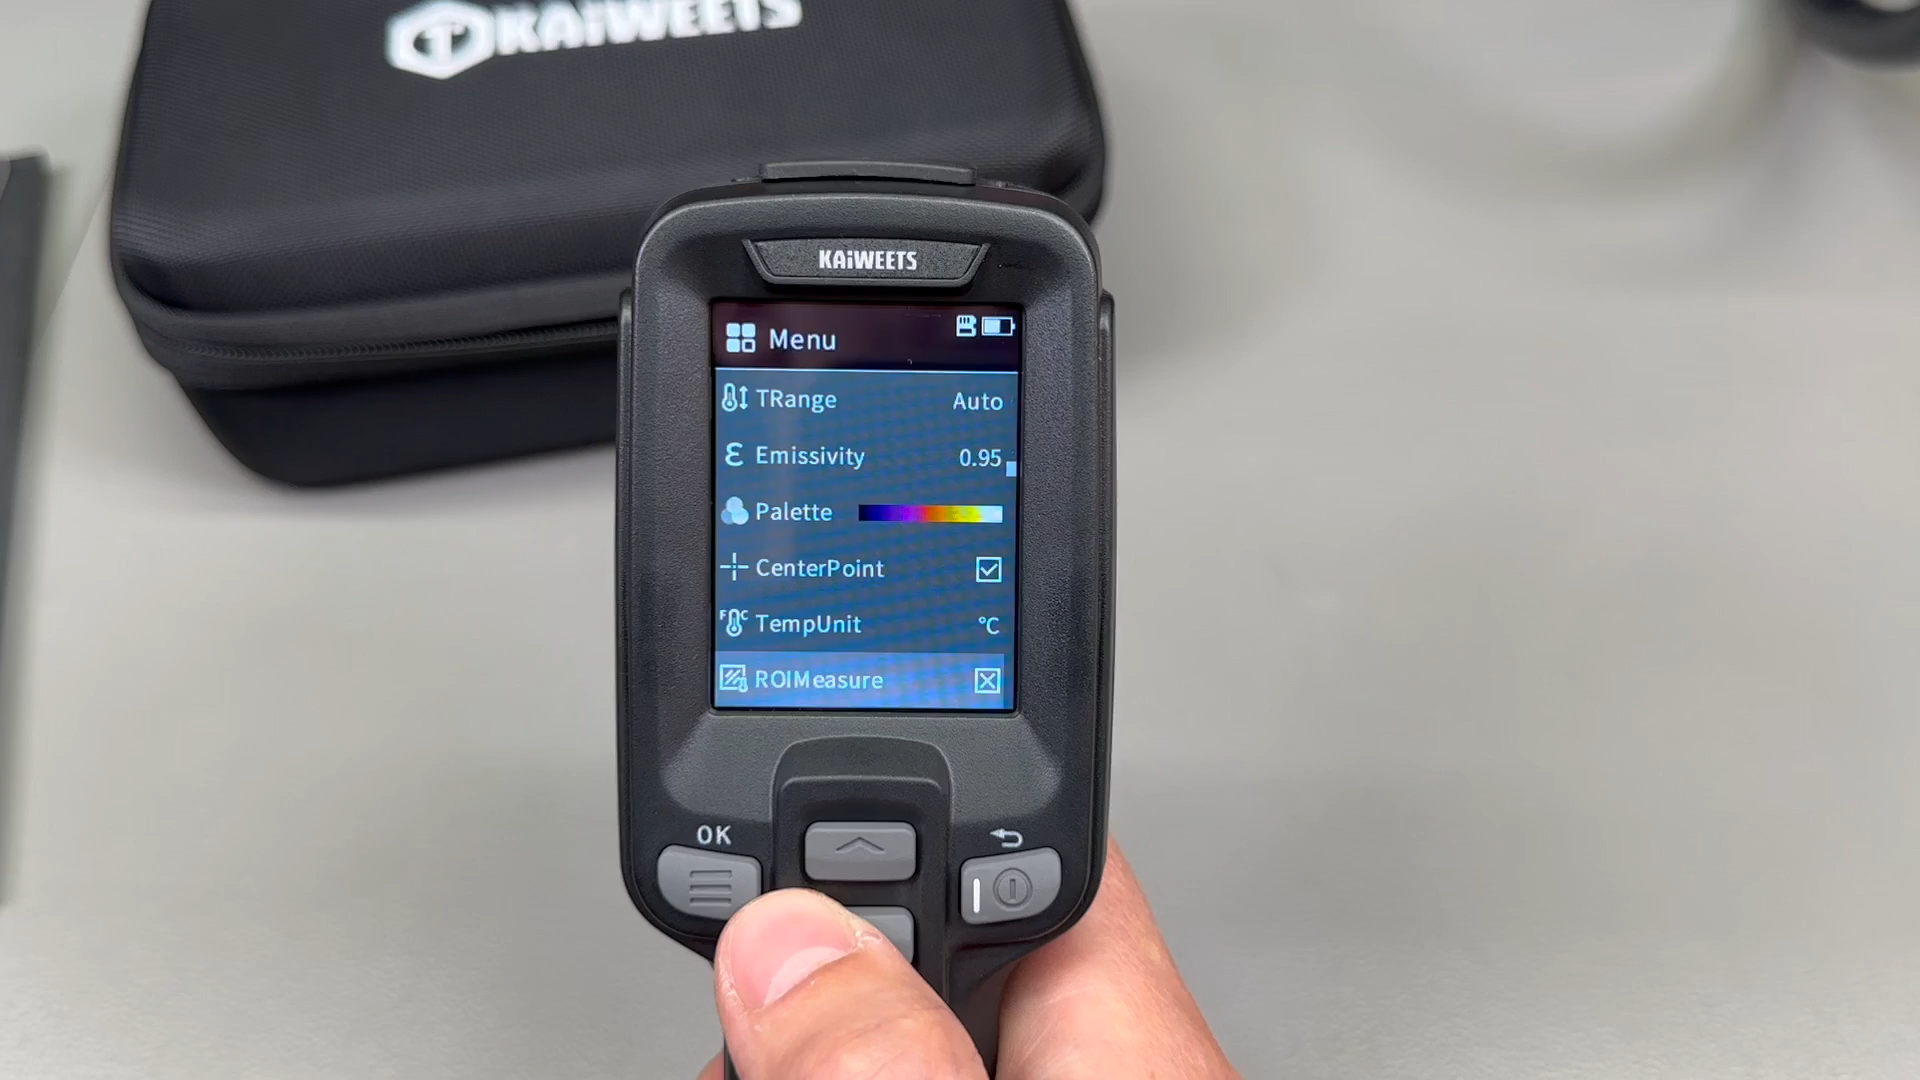 KAiWEETS
KAiWEETS
Menu
TRange Auto
ε Emissivity 0.95
Palette
CenterPoint
F C TempUnit °C
ROIMeasure
OK